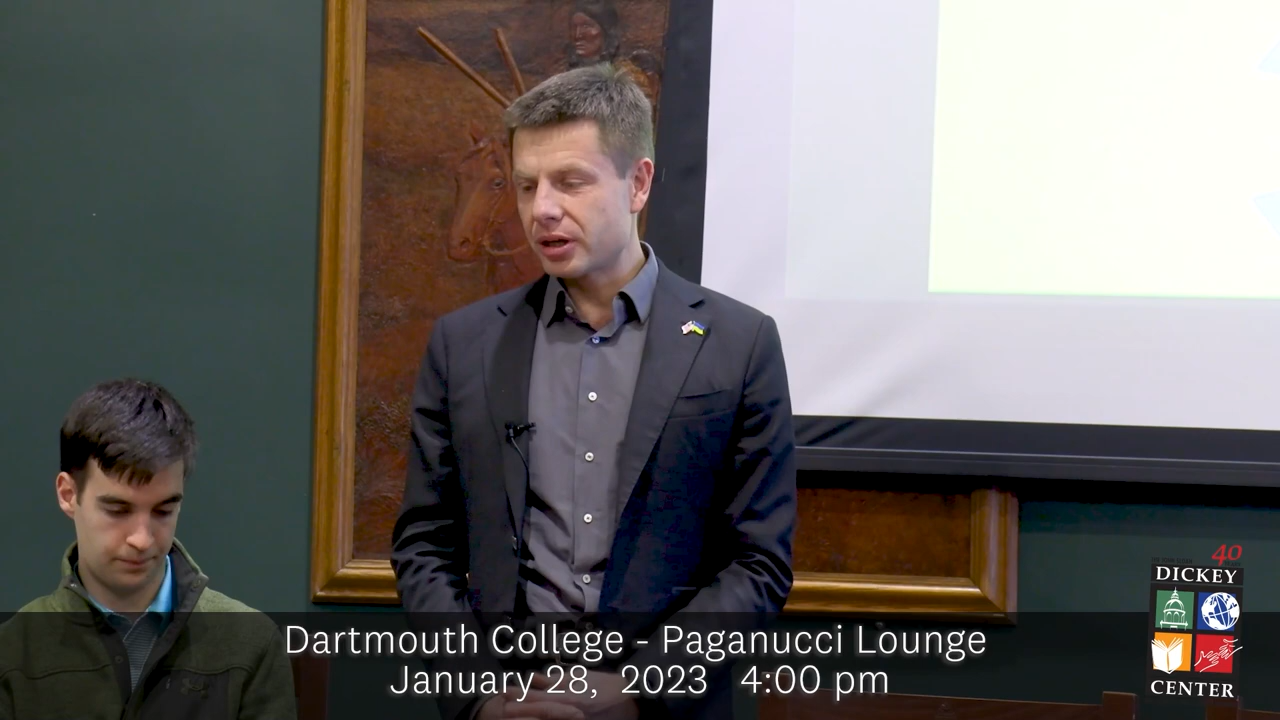 Dartmouth College - Paganucci Lounge
January 28, 2023 4:00 pm
40
DICKEY
CENTER